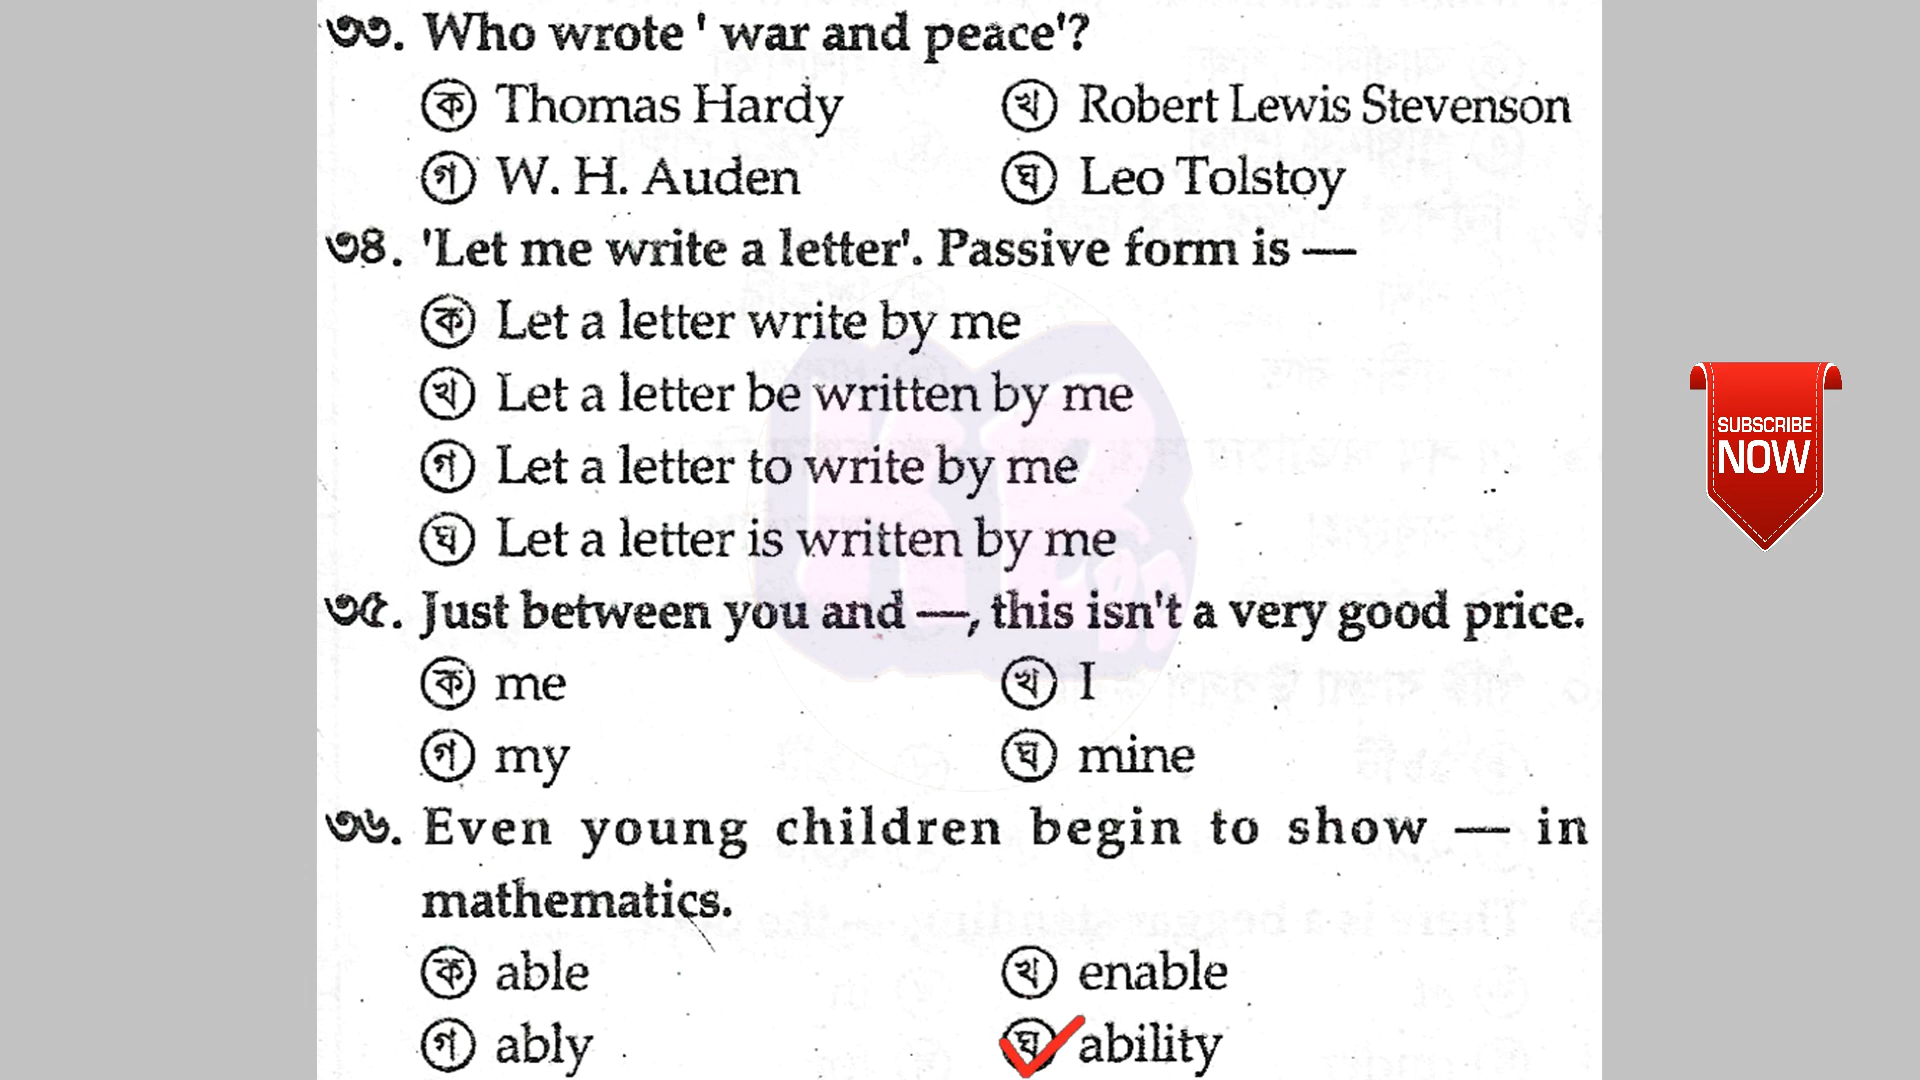 ৩৩. Who wrote ' war and peace'?
ক Thomas Hardy খ Robert Lewis Stevenson
গ W. H. Auden ঘ Leo Tolstoy
৩৪. 'Let me write a letter'. Passive form is —
ক Let a letter write by me
খ Let a letter be written by me
গ Let a letter to write by me
ঘ Let a letter is written by me
৩৫. Just between you and —, this isn't a very good price.
ক me খ I
গ my ঘ mine
৩৬. Even young children begin to show — in
mathematics.
ক able খ enable
গ ably ঘ ability
SUBSCRIBE
NOW